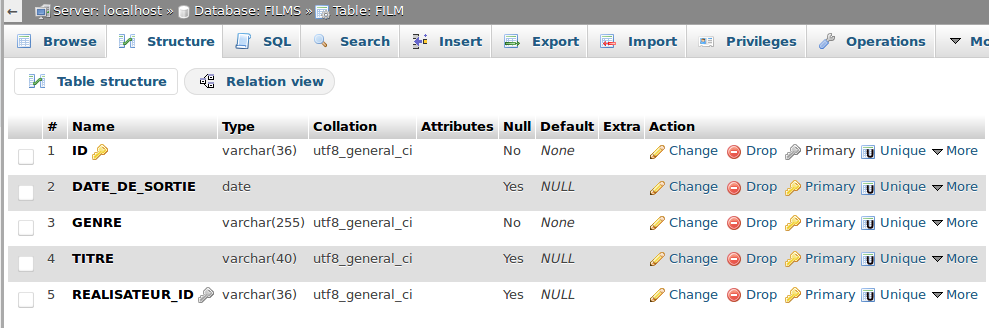 ← Server: localhost » Database: FILMS » Table: FILM
Browse Structure SQL Search Insert Export Import Privileges Operations
Table structure Relation view
# Name Type Collation Attributes Null Default Extra Action
1 ID varchar(36) utf8_general_ci No None Change Drop Primary U Unique More
2 DATE_DE_SORTIE date Yes NULL Change Drop Primary U Unique More
3 GENRE varchar(255) utf8_general_ci No None Change Drop Primary U Unique More
4 TITRE varchar(40) utf8_general_ci Yes NULL Change Drop Primary U Unique More
5 REALISATEUR_ID varchar(36) utf8_general_ci Yes NULL Change Drop Primary U Unique More